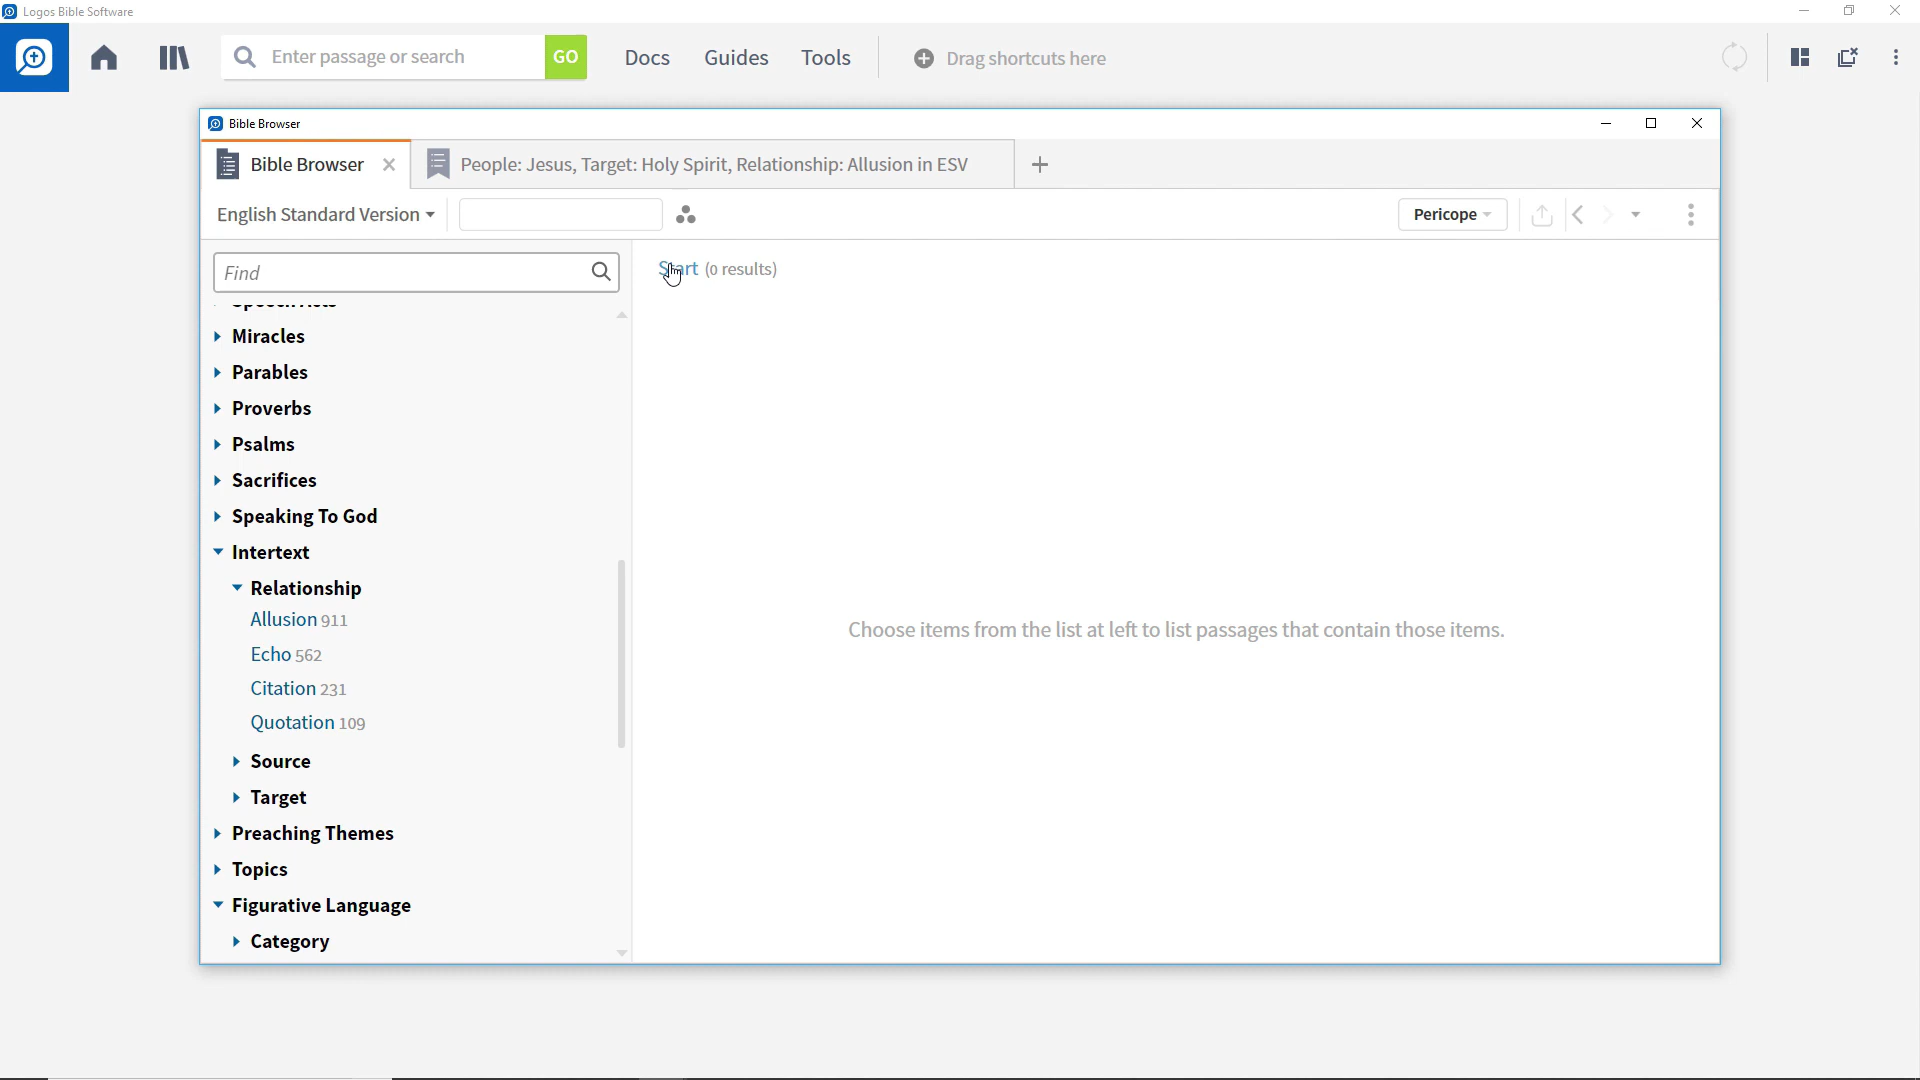 Logos Bible Software
Enter passage or search
GO
Docs
Guides
Tools
Drag shortcuts here
Bible Browser
Bible Browser
People: Jesus, Target: Holy Spirit, Relationship: Allusion in ESV
English Standard Version
Pericope
Find
Start (0 results)
Miracles
Parables
Proverbs
Psalms
Sacrifices
Speaking To God
Intertext
Relationship
Allusion 911
Echo 562
Citation 231
Quotation 109
Source
Target
Preaching Themes
Topics
Figurative Language
Category
Choose items from the list at left to list passages that contain those items.